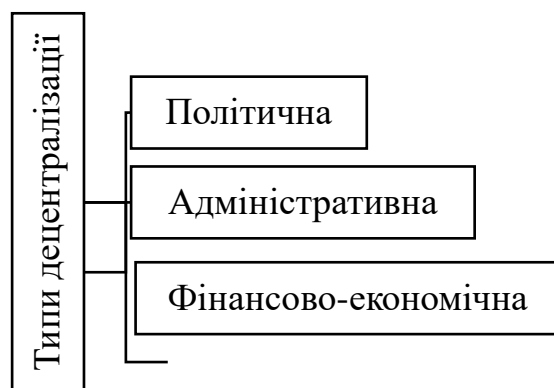 Типи децентралізації
Політична
Адміністративна
Фінансово-економічна